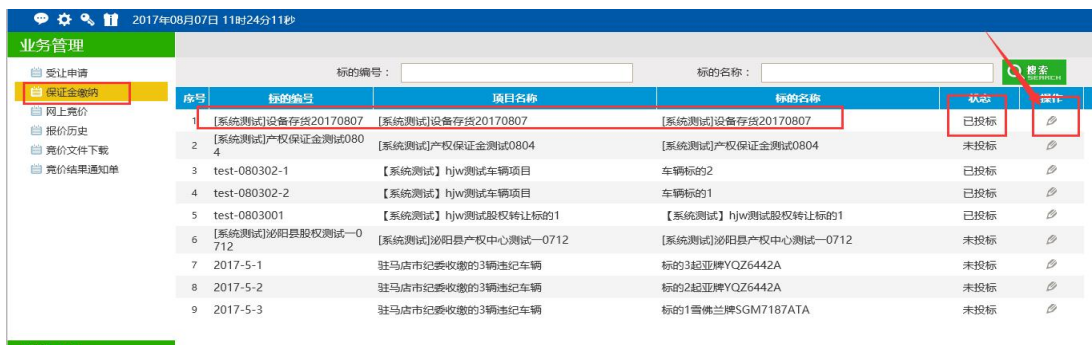 2017年08月07日 11时24分11秒
业务管理
受让申请
保证金缴纳
网上竞价
报价历史
竞价文件下载
竞价结果通知单
标的编号： 标的名称： 搜索
SEARCH
序号 标的编号 项目名称 标的名称 状态 操作
1 [系统测试]设备存货20170807 [系统测试]设备存货20170807 [系统测试]设备存货20170807 已投标
2 [系统测试]产权保证金测试080
4 [系统测试]产权保证金测试0804 [系统测试]产权保证金测试0804 未投标
3 test-080302-1 【系统测试】hjw测试车辆项目 车辆标的2 已投标
4 test-080302-2 【系统测试】hjw测试车辆项目 车辆标的1 已投标
5 test-0803001 【系统测试】hjw测试股权转让标的1 【系统测试】hjw测试股权转让标的1 已投标
6 [系统测试]泌阳县股权测试一0
712 [系统测试]泌阳县产权中心测试一0712 [系统测试]泌阳县产权中心测试一0712 未投标
7 2017-5-1 驻马店市纪委收缴的3辆违纪车辆 标的3起亚牌YQZ6442A 未投标
8 2017-5-2 驻马店市纪委收缴的3辆违纪车辆 标的2起亚牌YQZ6442A 未投标
9 2017-5-3 驻马店市纪委收缴的3辆违纪车辆 标的1雪佛兰牌SGM7187ATA 未投标